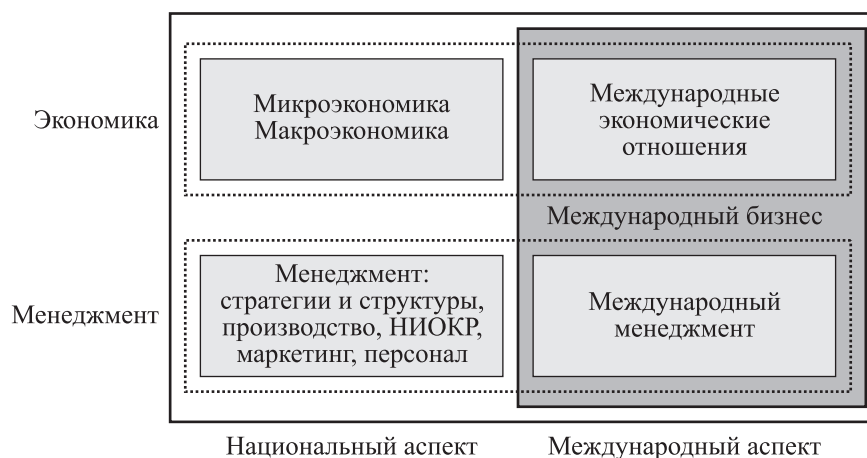 Экономика
Микроэкономика
Макроэкономика
Международные
экономические
отношения
Международный бизнес
Менеджмент
Менеджмент:
стратегии и структуры,
производство, НИОКР,
маркетинг, персонал
Международный
менеджмент
Национальный аспект
Международный аспект